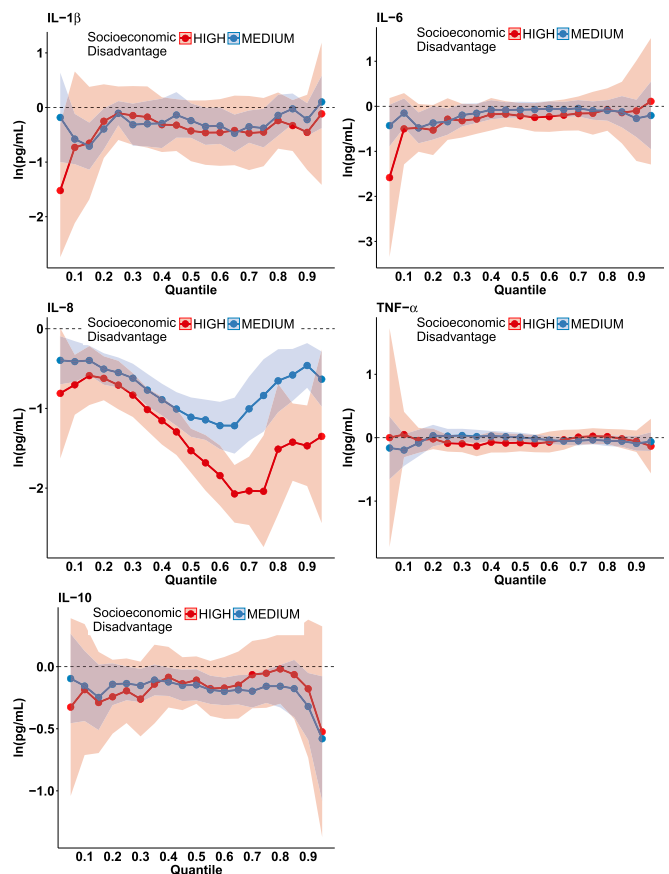 IL−1β
Socioeconomic HIGH MEDIUM
Disadvantage
ln(pg/mL)
1
0
−1
−2
0.1 0.2 0.3 0.4 0.5 0.6 0.7 0.8 0.9
Quantile
IL−6
Socioeconomic HIGH MEDIUM
Disadvantage
ln(pg/mL)
1
0
−1
−2
−3
0.1 0.2 0.3 0.4 0.5 0.6 0.7 0.8 0.9
Quantile
IL−8
Socioeconomic HIGH MEDIUM
Disadvantage
ln(pg/mL)
0
−1
−2
0.1 0.2 0.3 0.4 0.5 0.6 0.7 0.8 0.9
Quantile
TNF−α
Socioeconomic HIGH MEDIUM
Disadvantage
ln(pg/mL)
1
0
−1
0.1 0.2 0.3 0.4 0.5 0.6 0.7 0.8 0.9
Quantile
IL−10
Socioeconomic HIGH MEDIUM
Disadvantage
ln(pg/mL)
0.0
−0.5
−1.0
0.1 0.2 0.3 0.4 0.5 0.6 0.7 0.8 0.9
Quantile